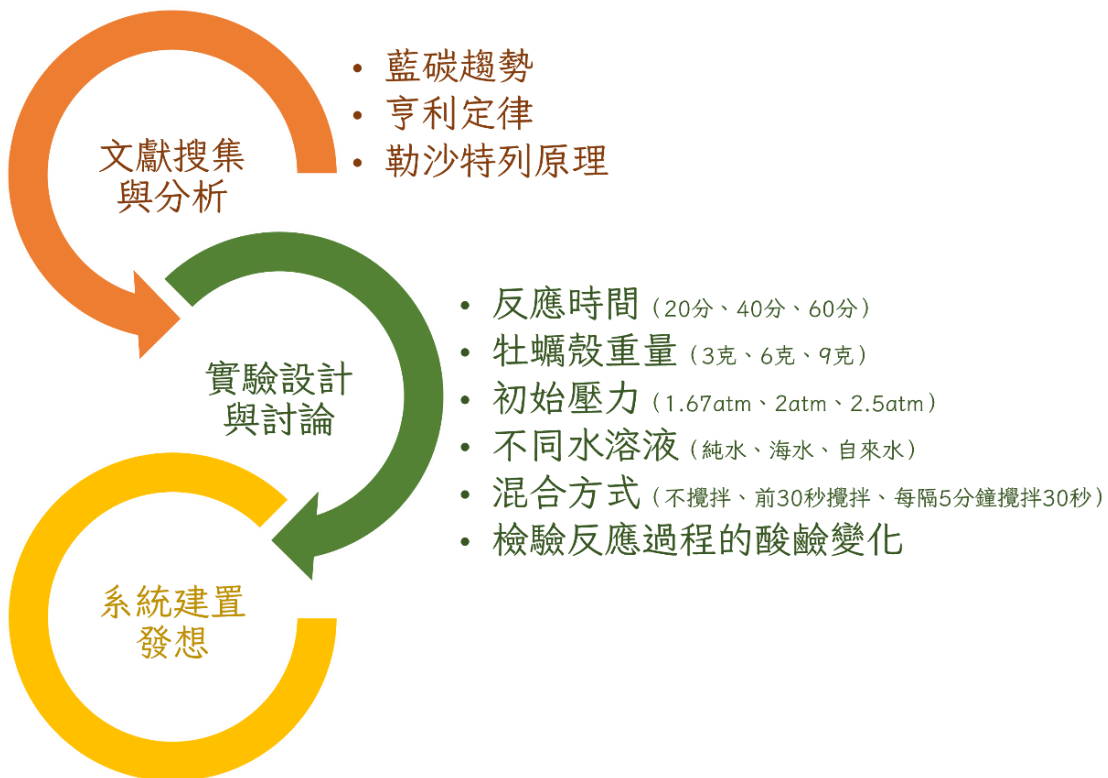 文獻搜集
與分析
• 藍碳趨勢
• 亨利定律
• 勒沙特列原理
實驗設計
與討論
• 反應時間（20分、40分、60分）
• 牡蠣殼重量（3克、6克、9克）
• 初始壓力（1.67atm、2atm、2.5atm）
• 不同水溶液（純水、海水、自來水）
• 混合方式（不攪拌、前30秒攪拌、每隔5分鐘攪拌30秒）
• 檢驗反應過程的酸鹼變化
系統建置
發想